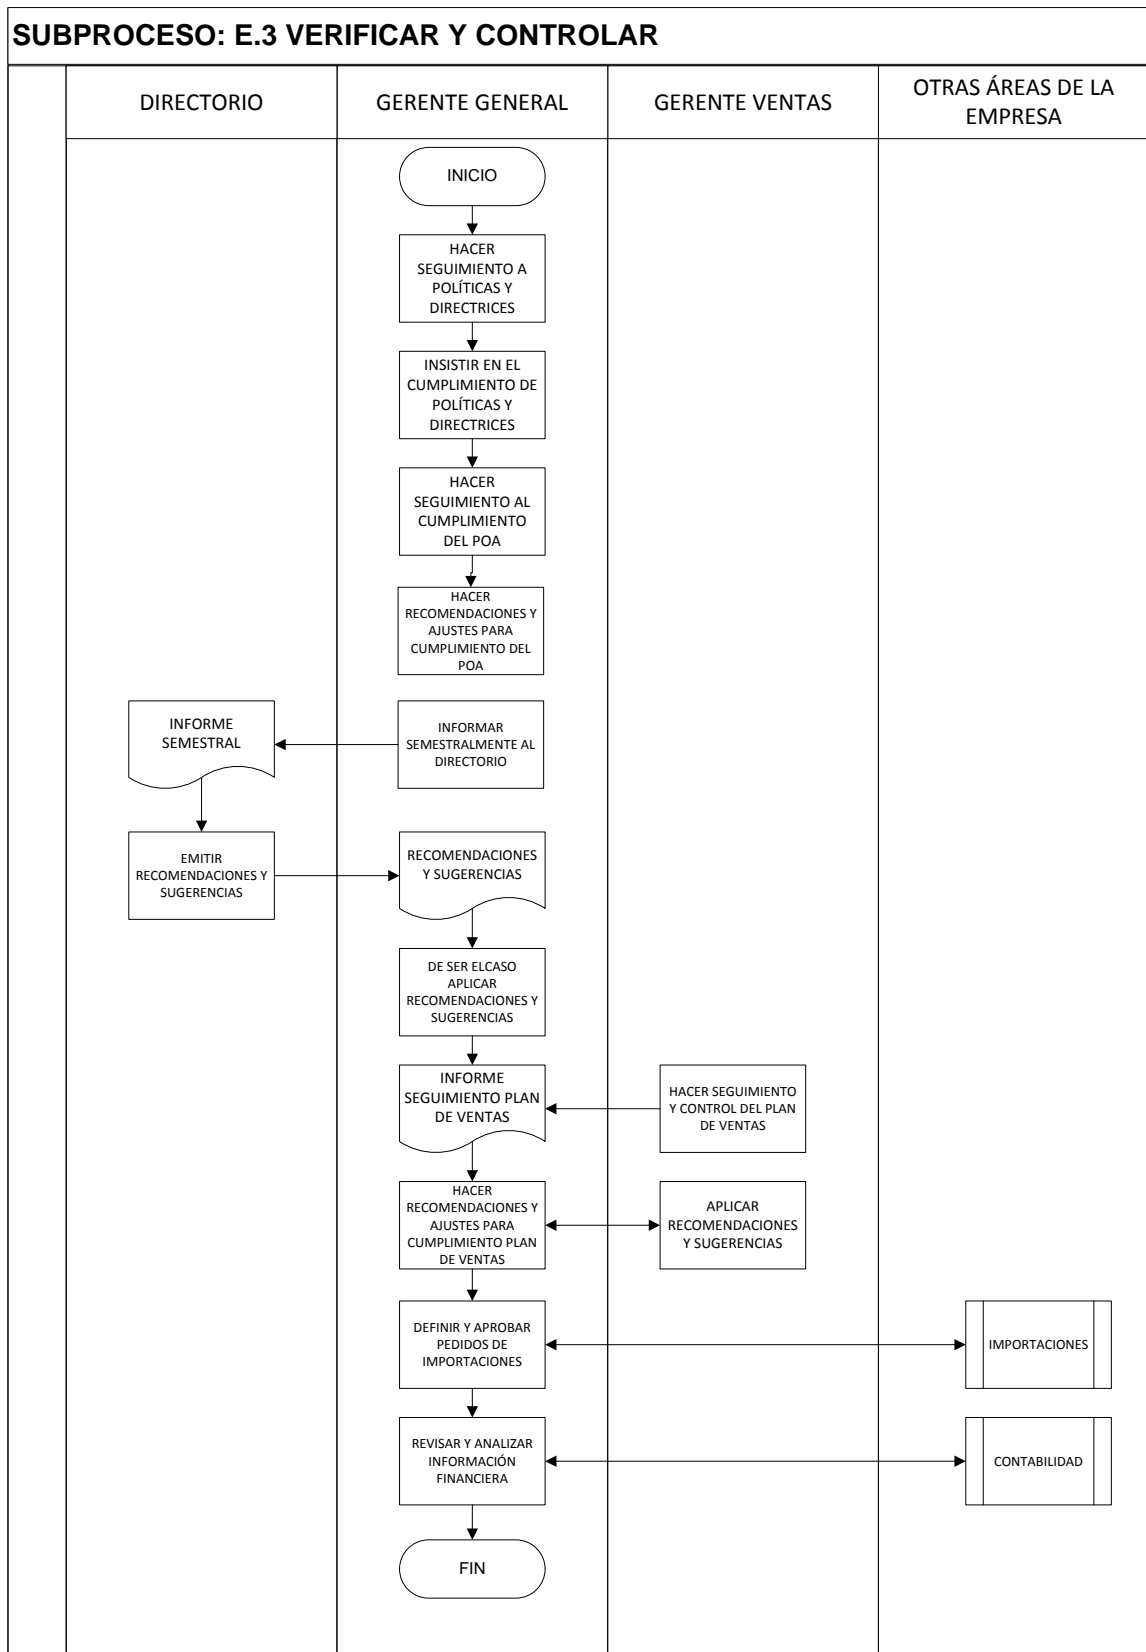 SUBPROCESO: E.3 VERIFICAR Y CONTROLAR
DIRECTORIO
GERENTE GENERAL
GERENTE VENTAS
OTRAS ÁREAS DE LA
EMPRESA
INICIO
HACER
SEGUIMIENTO A
POLÍTICAS Y
DIRECTRICES
INSISTIR EN EL
CUMPLIMIENTO DE
POLÍTICAS Y
DIRECTRICES
HACER
SEGUIMIENTO AL
CUMPLIMIENTO
DEL POA
HACER
RECOMENDACIONES Y
AJUSTES PARA
CUMPLIMIENTO DEL
POA
INFORME
SEMESTRAL
INFORMAR
SEMESTRALMENTE AL
DIRECTORIO
EMITIR
RECOMENDACIONES Y
SUGERENCIAS
RECOMENDACIONES
Y SUGERENCIAS
DE SER ELCASO
APLICAR
RECOMENDACIONES Y
SUGERENCIAS
INFORME
SEGUIMIENTO PLAN
DE VENTAS
HACER SEGUIMIENTO
Y CONTROL DEL PLAN
DE VENTAS
HACER
RECOMENDACIONES Y
AJUSTES PARA
CUMPLIMIENTO PLAN
DE VENTAS
APLICAR
RECOMENDACIONES
Y SUGERENCIAS
DEFINIR Y APROBAR
PEDIDOS DE
IMPORTACIONES
IMPORTACIONES
REVISAR Y ANALIZAR
INFORMACIÓN
FINANCIERA
CONTABILIDAD
FIN